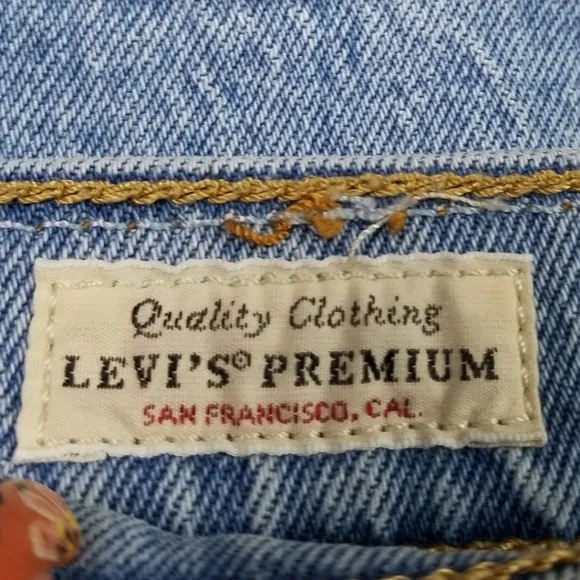 Quality Clothing
LEVI'S® PREMIUM
SAN FRANCISCO, CAL.